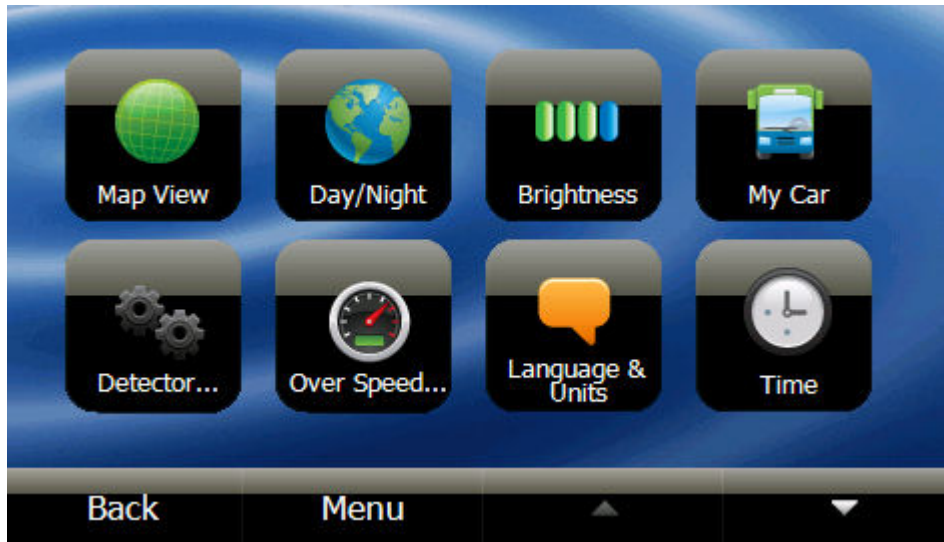 Map View
Day/Night
Brightness
My Car
Detector...
Over Speed...
Language &
Units
Time
Back
Menu